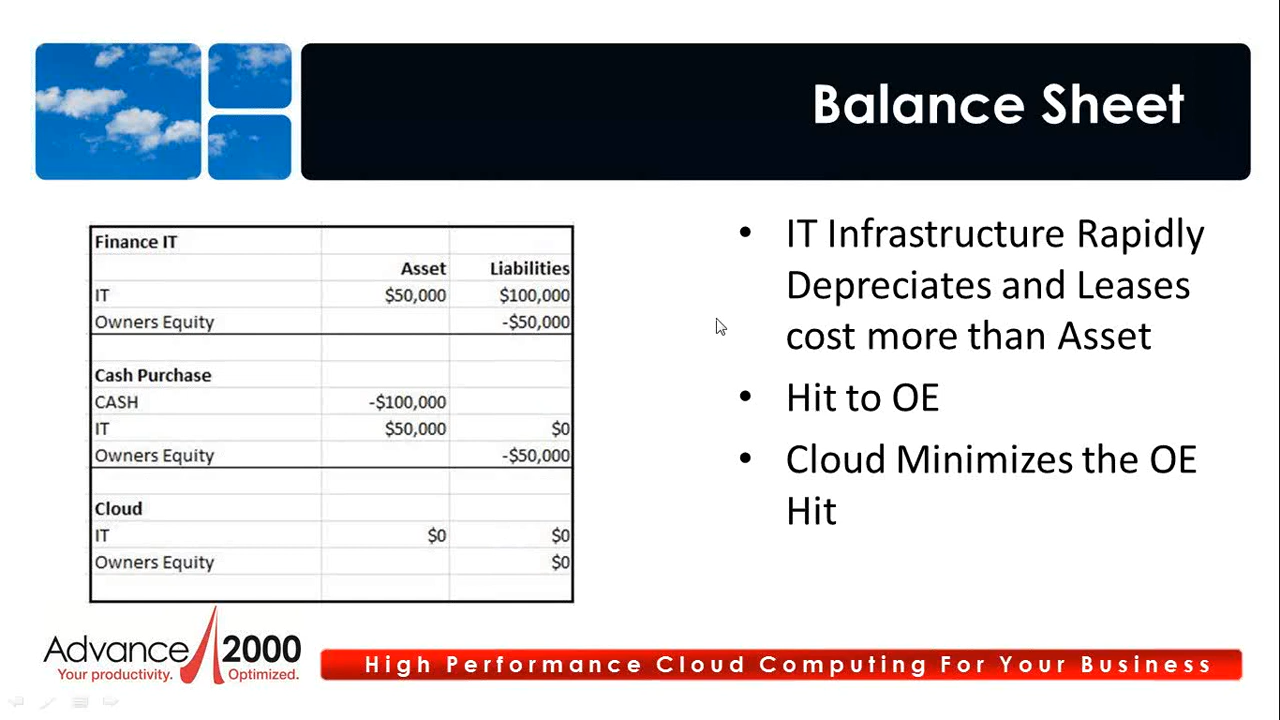 Balance Sheet
Finance IT
Asset Liabilities
IT $50,000 $100,000
Owners Equity -$50,000
Cash Purchase
CASH -$100,000
IT $50,000 $0
Owners Equity -$50,000
Cloud
IT $0 $0
Owners Equity $0
• IT Infrastructure Rapidly
Depreciates and Leases
cost more than Asset
• Hit to OE
• Cloud Minimizes the OE
Hit
Advance 2000
Your productivity. Optimized.
High Performance Cloud Computing For Your Business